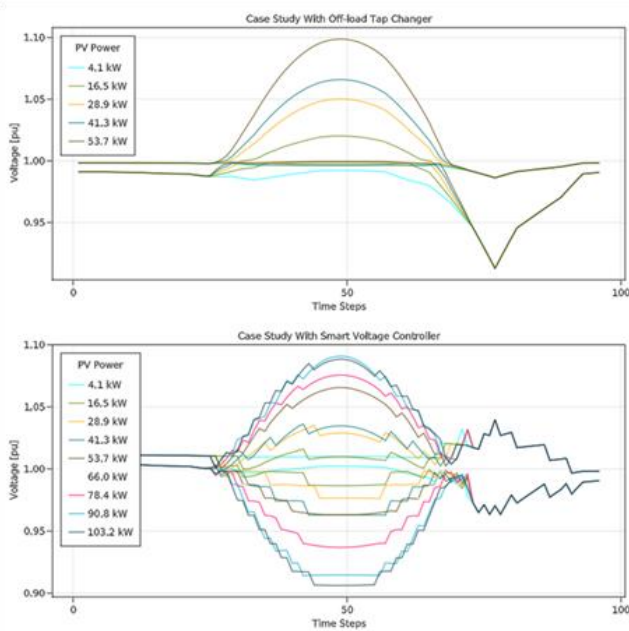 Case Study With Off-load Tap Changer
1.10
1.05
1.00
0.95
Voltage [pu]
PV Power
4.1 kW
16.5 kW
28.9 kW
41.3 kW
53.7 kW
0
50
100
Time Steps
Case Study With Smart Voltage Controller
1.10
1.05
1.00
0.95
0.90
Voltage [pu]
PV Power
4.1 kW
16.5 kW
28.9 kW
41.3 kW
53.7 kW
66.0 kW
78.4 kW
90.8 kW
103.2 kW
0
50
100
Time Steps